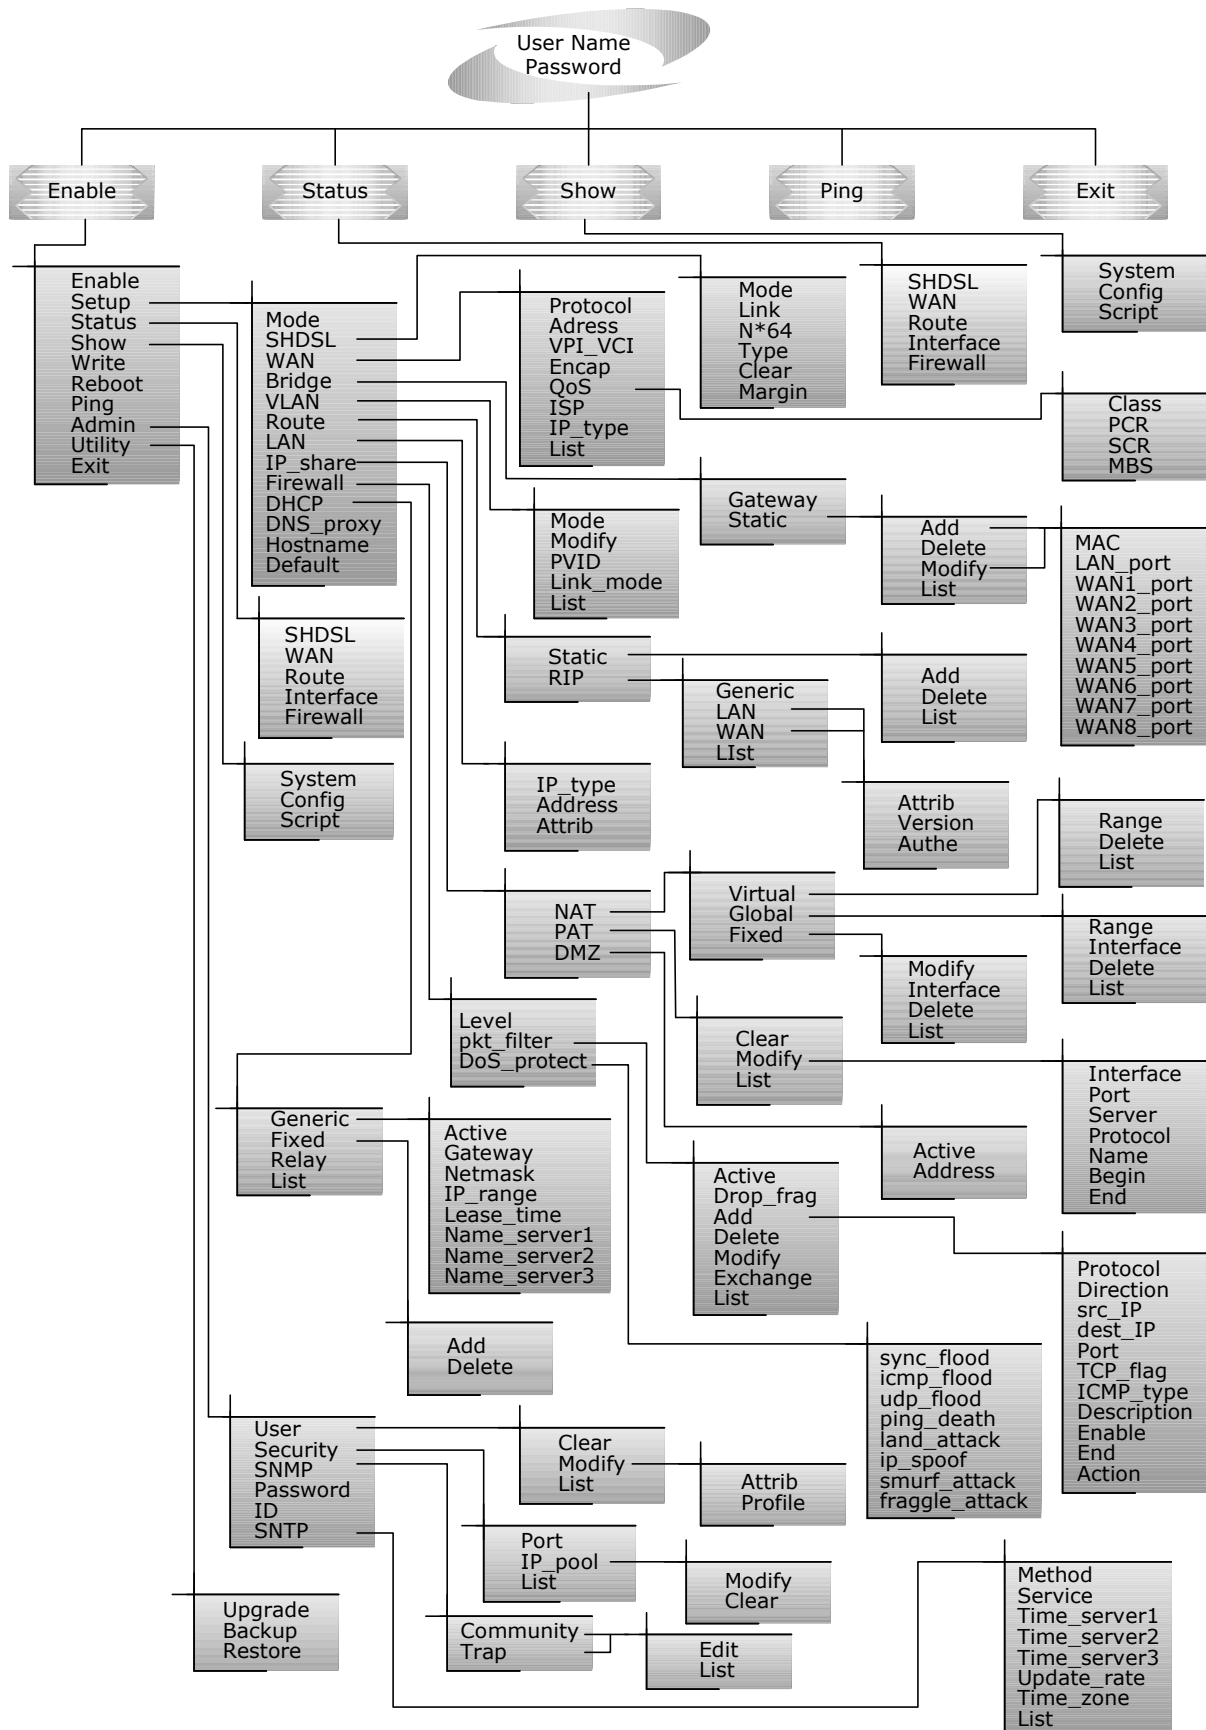 User Name
Password
Enable
Status
Show
Ping
Exit
Enable
Setup
Status
Show
Write
Reboot
Ping
Admin
Utility
Exit
Mode
SHDSL
WAN
Bridge
VLAN
Route
LAN
IP_share
Firewall
DHCP
DNS_proxy
Hostname
Default
Protocol
Adress
VPI_VCI
Encap
QoS
ISP
IP_type
List
Mode
Link
N*64
Type
Clear
Margin
SHDSL
WAN
Route
Interface
Firewall
System
Config
Script
Class
PCR
SCR
MBS
Gateway
Static
Add
Delete
Modify
List
MAC
LAN_port
WAN1_port
WAN2_port
WAN3_port
WAN4_port
WAN5_port
WAN6_port
WAN7_port
WAN8_port
Mode
Modify
PVID
Link_mode
List
SHDSL
WAN
Route
Interface
Firewall
Static
RIP
Generic
LAN
WAN
LIst
Add
Delete
List
System
Config
Script
IP_type
Address
Attrib
Attrib
Version
Authe
Range
Delete
List
NAT
PAT
DMZ
Virtual
Global
Fixed
Range
Interface
Delete
List
Modify
Interface
Delete
List
Level
pkt_filter
DoS_protect
Clear
Modify
List
Interface
Port
Server
Protocol
Name
Begin
End
Generic
Fixed
Relay
List
Active
Gateway
Netmask
IP_range
Lease_time
Name_server1
Name_server2
Name_server3
Active
Address
Active
Drop_frag
Add
Delete
Modify
Exchange
List
Protocol
Direction
src_IP
dest_IP
Port
TCP_flag
ICMP_type
Description
Enable
End
Action
Add
Delete
sync_flood
icmp_flood
udp_flood
ping_death
land_attack
ip_spoof
smurf_attack
fraggle_attack
User
Security
SNMP
Password
ID
SNTP
Clear
Modify
List
Attrib
Profile
Port
IP_pool
List
Modify
Clear
Method
Service
Time_server1
Time_server2
Time_server3
Update_rate
Time_zone
List
Upgrade
Backup
Restore
Community
Trap
Edit
List